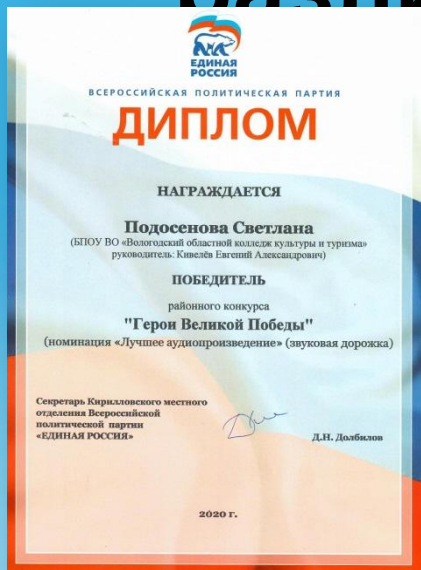 ЕДИНАЯ
РОССИЯ
ВСЕРОССИЙСКАЯ ПОЛИТИЧЕСКАЯ ПАРТИЯ
ДИПЛОМ
НАГРАЖДАЕТСЯ
Подосенова Светлана
(БПОУ ВО «Вологодский областной колледж культуры и туризма»
руководитель: Кивелёв Евгений Александрович)
ПОБЕДИТЕЛЬ
районного конкурса
"Герои Великой Победы"
(номинация «Лучшее аудиопроизведение» (звуковая дорожка)
Секретарь Кирилловского местного
отделения Всероссийской
политической партии
«ЕДИНАЯ РОССИЯ»
Д.Н. Долбилов
2020 г.